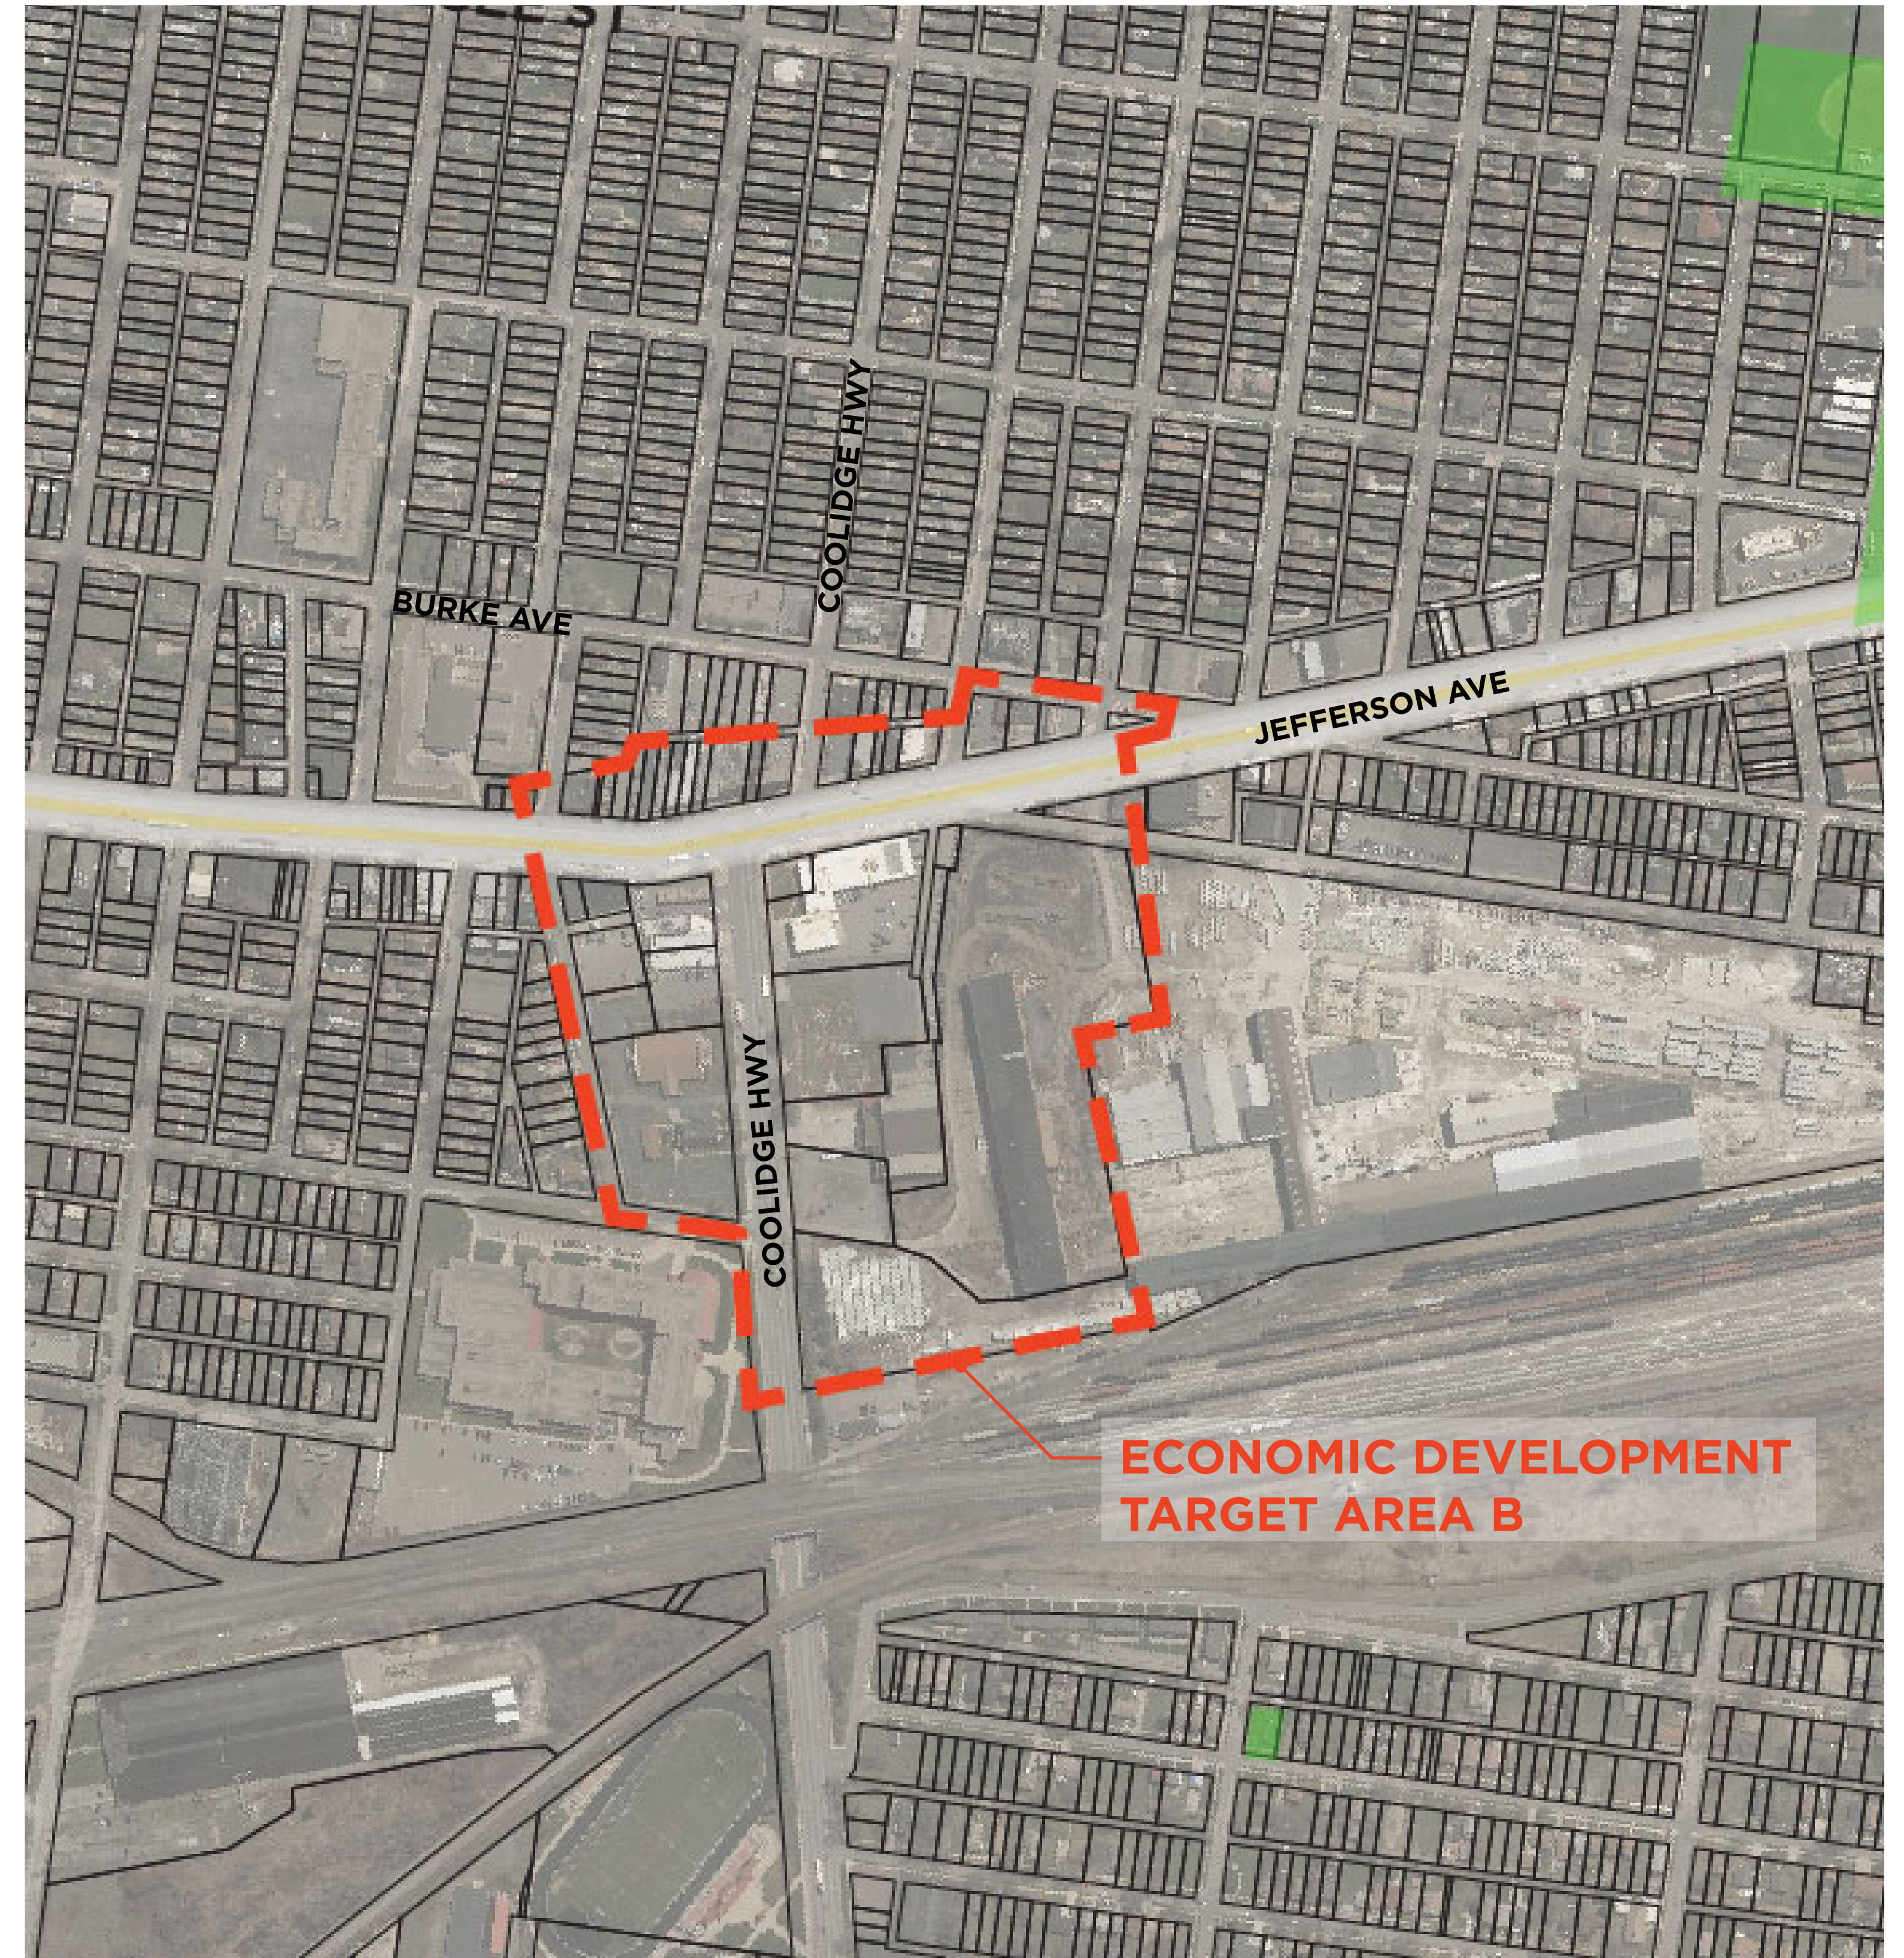 COOLIDGE HWY
BURKE AVE
JEFFERSON AVE
COOLIDGE HWY
ECONOMIC DEVELOPMENT
TARGET AREA B